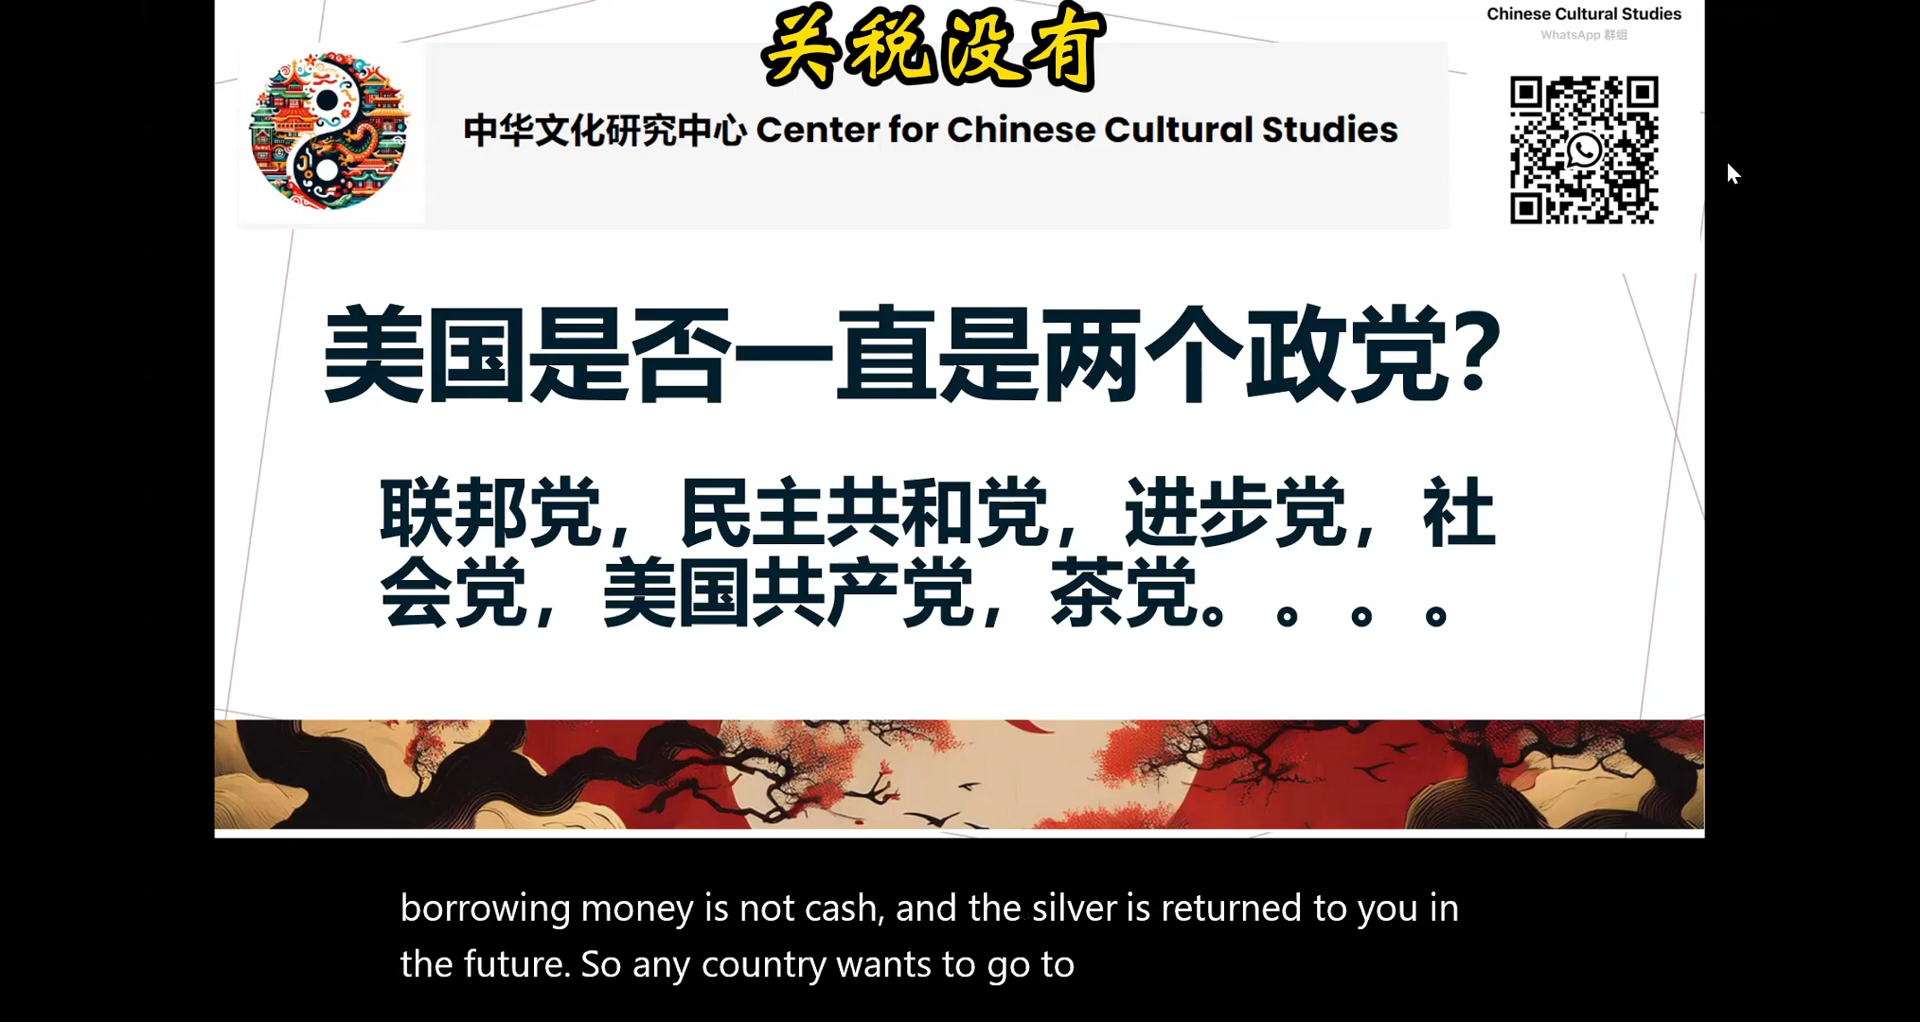 关税没有
Chinese Cultural Studies
WhatsApp 群组
中华文化研究中心 Center for Chinese Cultural Studies
美国是否一直是两个政党？
联邦党，民主共和党，进步党，社
会党，美国共产党，茶党。。。。
borrowing money is not cash, and the silver is returned to you in
the future. So any country wants to go to